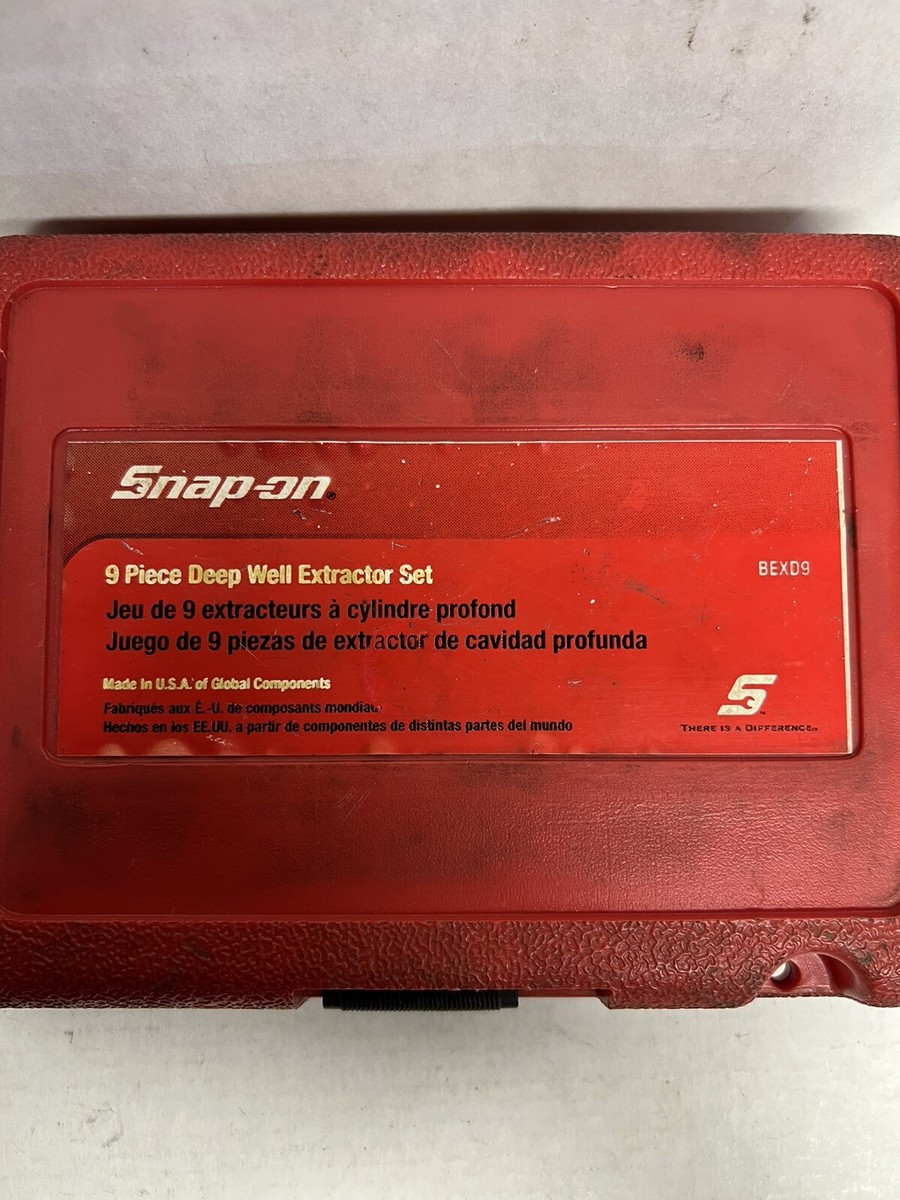 Snap-on®
9 Piece Deep Well Extractor Set
BEXD9
Jeu de 9 extracteurs à cylindre profond
Juego de 9 piezas de extractor de cavidad profunda
Made In U.S.A. of Global Components
Fabriqués aux É.-U. de composants mondiau
Hechos en los EE.UU. a partir de componentes de distintas partes del mundo
S
THERE IS A DIFFERENCE™